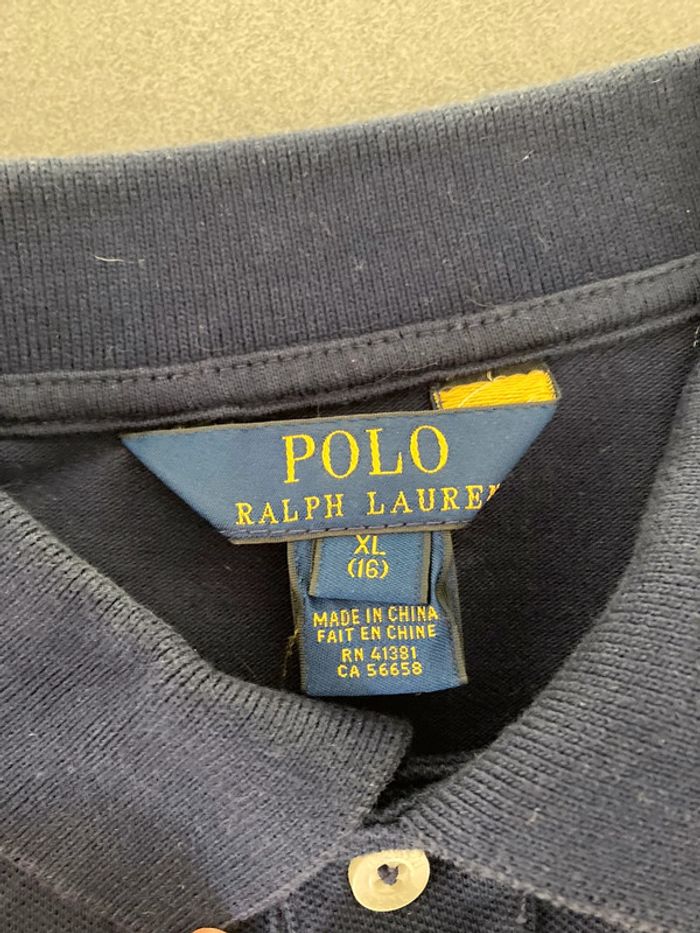 POLO
RALPH LAUREN
XL
(16)
MADE IN CHINA
FAIT EN CHINE
RN 41381
CA 56658